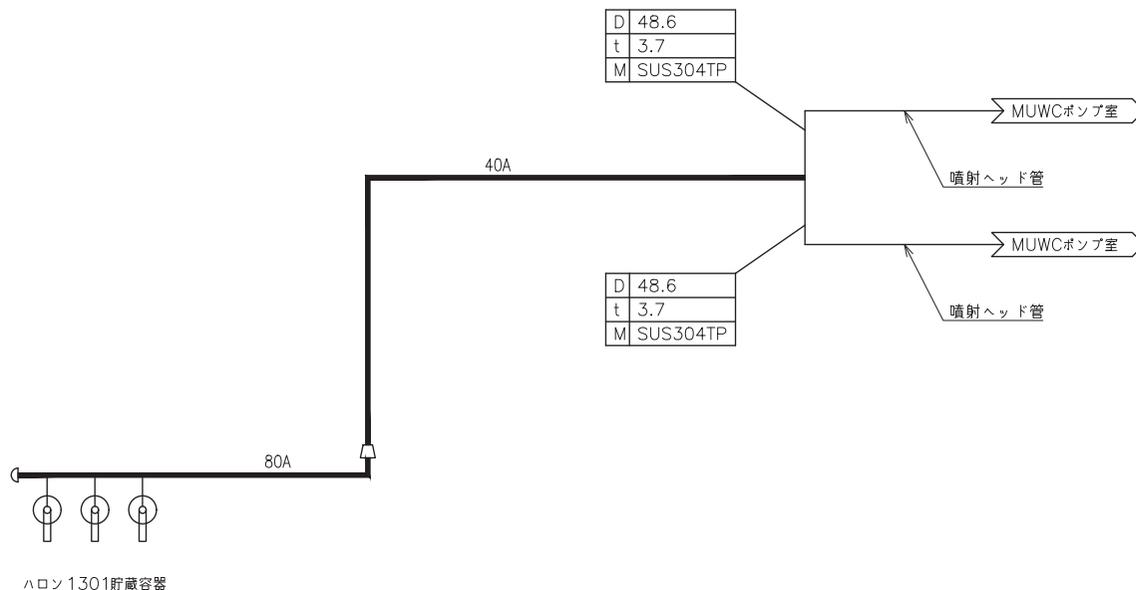 D 48.6
t 3.7
M SUS304TP
MUWCポンプ室
40A
噴射ヘッド管
MUWCポンプ室
D 48.6
t 3.7
M SUS304TP
噴射ヘッド管
80A
ハロン1301貯蔵容器